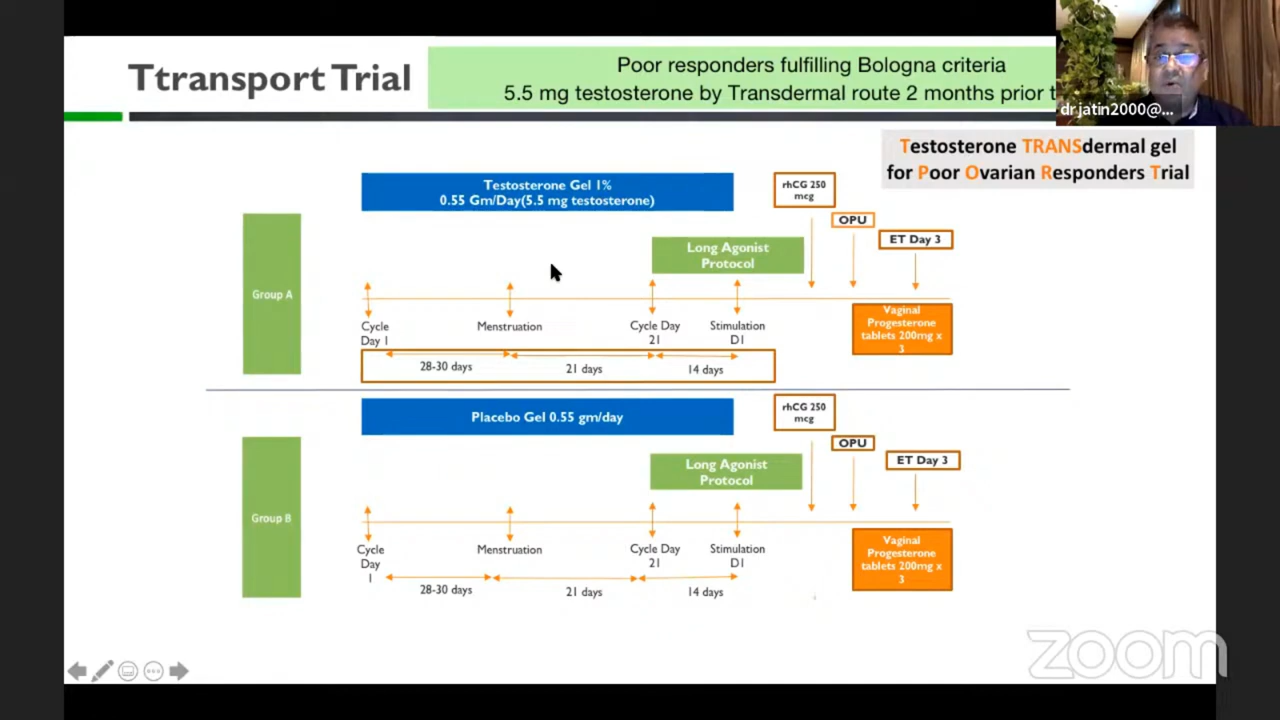 Ttransport Trial
Poor responders fulfilling Bologna criteria
5.5 mg testosterone by Transdermal route 2 months prior t
drjatin2000@...
Testosterone TRANSdermal gel
for Poor Ovarian Responders Trial
Testosterone Gel 1%
0.55 Gm/Day(5.5 mg testosterone)
rhCG 250
mcg
OPU
ET Day 3
Long Agonist
Protocol
Group A
Cycle
Day 1
Menstruation
Cycle Day
21
Stimulation
D1
Vaginal
Progesterone
tablets 200mg x
3
28-30 days
21 days
14 days
Placebo Gel 0.55 gm/day
rhCG 250
mcg
OPU
ET Day 3
Long Agonist
Protocol
Group B
Cycle
Day
1
Menstruation
Cycle Day
21
Stimulation
D1
Vaginal
Progesterone
tablets 200mg x
3
28-30 days
21 days
14 days
zoom